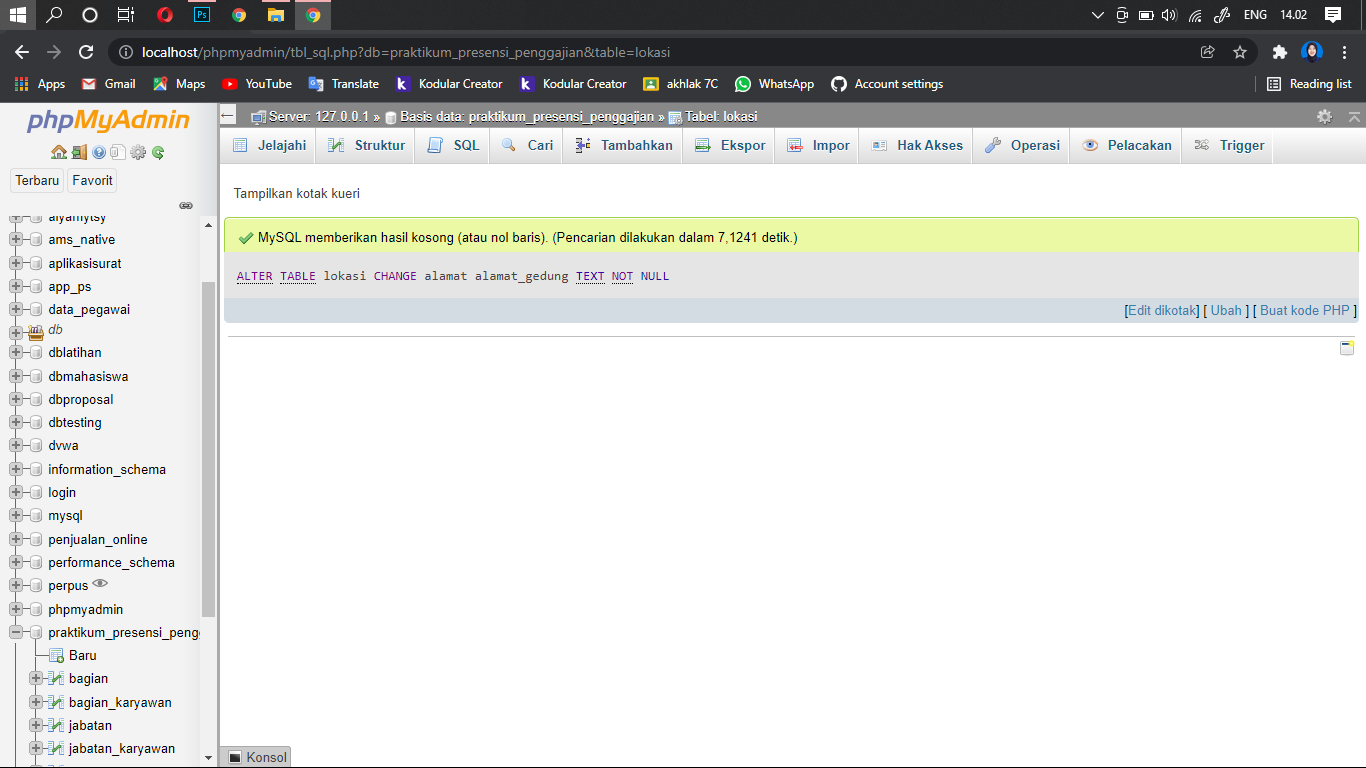 ENG 14.02
localhost/phpmyadmin/tbl_sql.php?db=praktikum_presensi_penggajian&table=lokasi
Apps Gmail Maps YouTube Translate Kodular Creator Kodular Creator akhlak 7C WhatsApp Account settings Reading list
phpMyAdmin
Terbaru Favorit
aiyamytsy
ams_native
aplikasisurat
app_ps
data_pegawai
db
dblatihan
dbmahasiswa
dbproposal
dbtesting
dvwa
information_schema
login
mysql
penjualan_online
performance_schema
perpus
phpmyadmin
praktikum_presensi_pengg
Baru
bagian
bagian_karyawan
jabatan
jabatan_karyawan
Server: 127.0.0.1 » Basis data: praktikum_presensi_penggajian » Tabel: lokasi
Jelajahi Struktur SQL Cari Tambahkan Ekspor Impor Hak Akses Operasi Pelacakan Trigger
Tampilkan kotak kueri
MySQL memberikan hasil kosong (atau nol baris). (Pencarian dilakukan dalam 7,1241 detik.)
ALTER TABLE lokasi CHANGE alamat alamat_gedung TEXT NOT NULL
[Edit dikotak] [ Ubah ] [ Buat kode PHP ]
Konsol